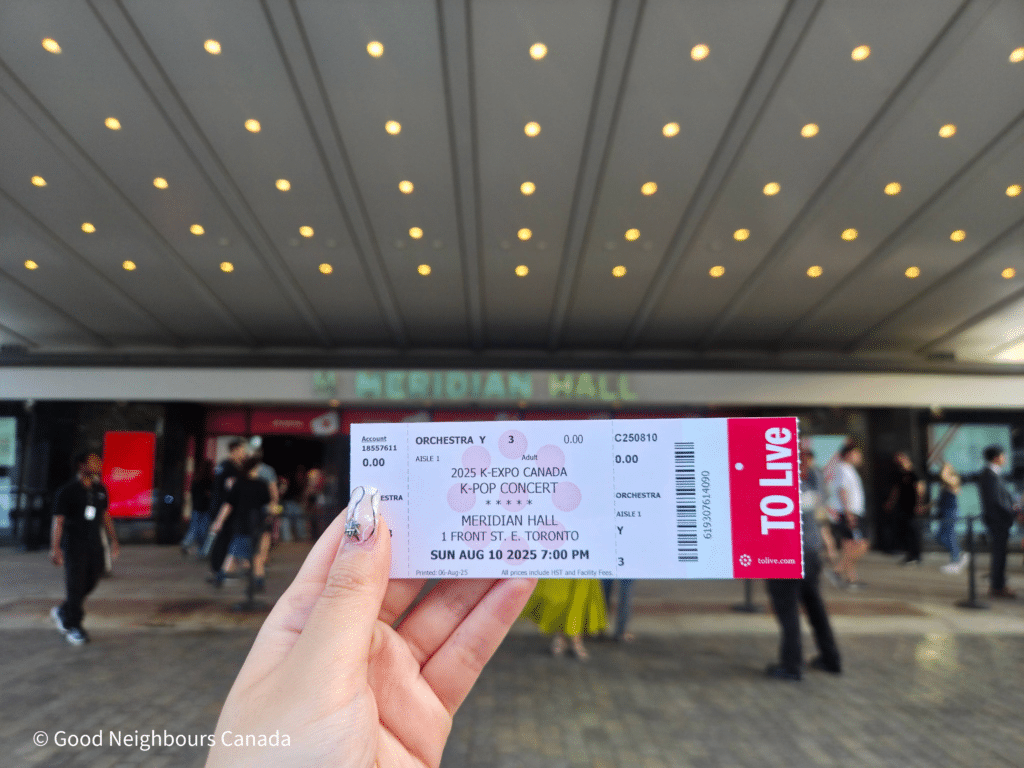 MERIDIAN HALL
Account
18557611
0.00
ORCHESTRA Y 3 0.00
AISLE 1 Adult
2025 K-EXPO CANADA
K-POP CONCERT
* * * * *
MERIDIAN HALL
1 FRONT ST. E. TORONTO
SUN AUG 10 2025 7:00 PM
Printed: 06-Aug-25 All prices include HST and Facility Fees.
ESTRA
C250810
0.00
ORCHESTRA
AISLE 1
Y
3
619307614090
TO Live
tolive.com
© Good Neighbours Canada